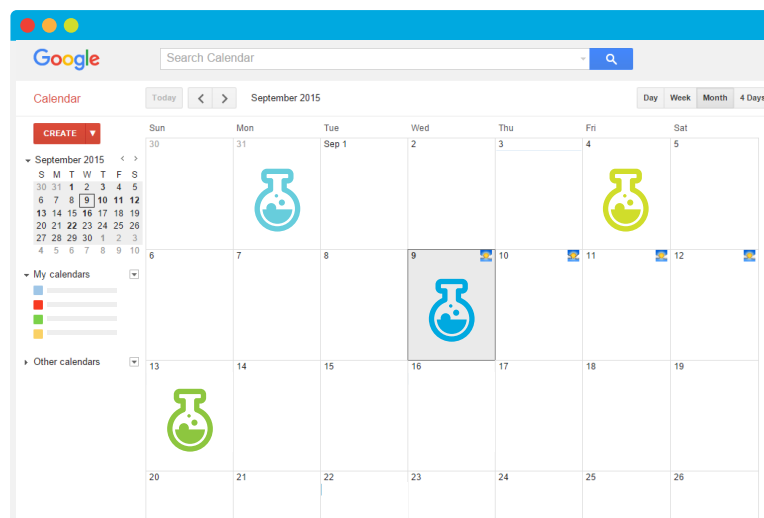 Google
Search Calendar
Calendar
Today
September 2015
Day Week Month 4 Days
CREATE
September 2015
S M T W T F S
30 31 1 2 3 4 5
6 7 8 9 10 11 12
13 14 15 16 17 18 19
20 21 22 23 24 25 26
27 28 29 30 1 2 3
4 5 6 7 8 9 10
My calendars
Other calendars
Sun Mon Tue Wed Thu Fri Sat
30 31 Sep 1 2 3 4 5
6 7 8 9 10 11 12
13 14 15 16 17 18 19
20 21 22 23 24 25 26